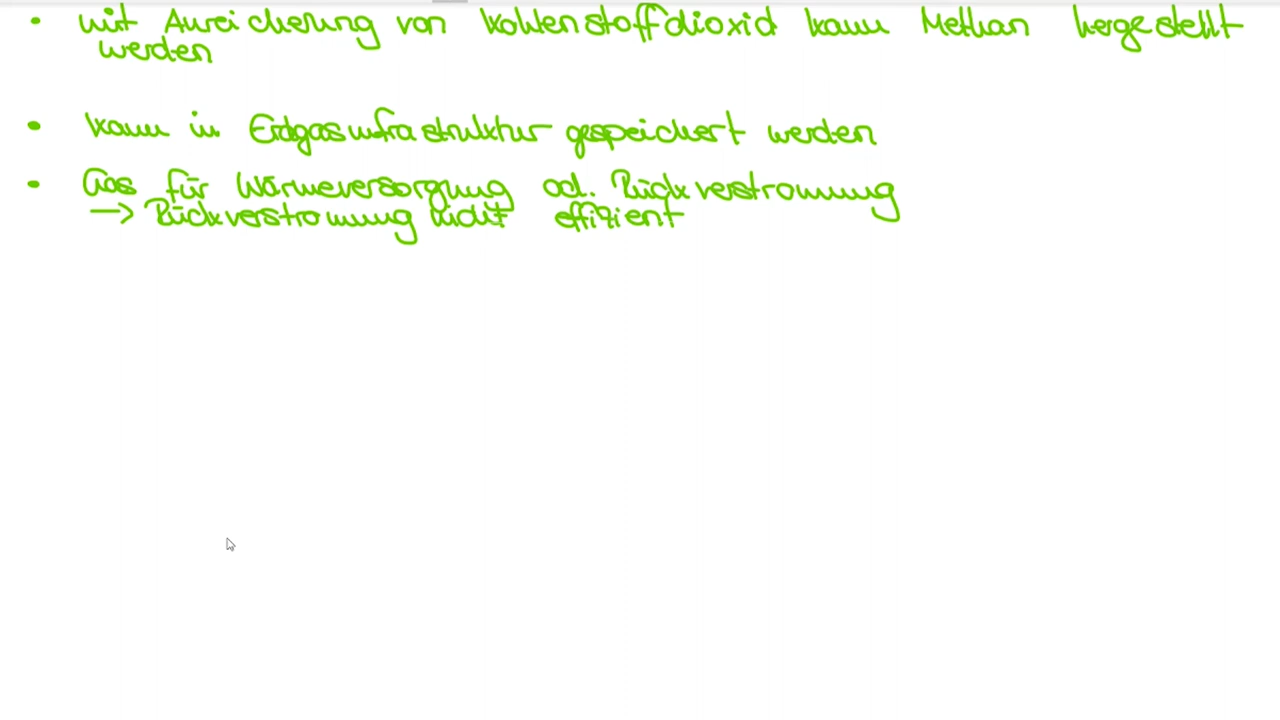 • mit Anreicherung von Kohlenstoffdioxid kann Methan hergestellt
werden
• kann in Erdgasinfrastruktur gespeichert werden
• Gas für Wärmeversorgung od. Rückverstromung
→ Rückverstromung nicht effizient